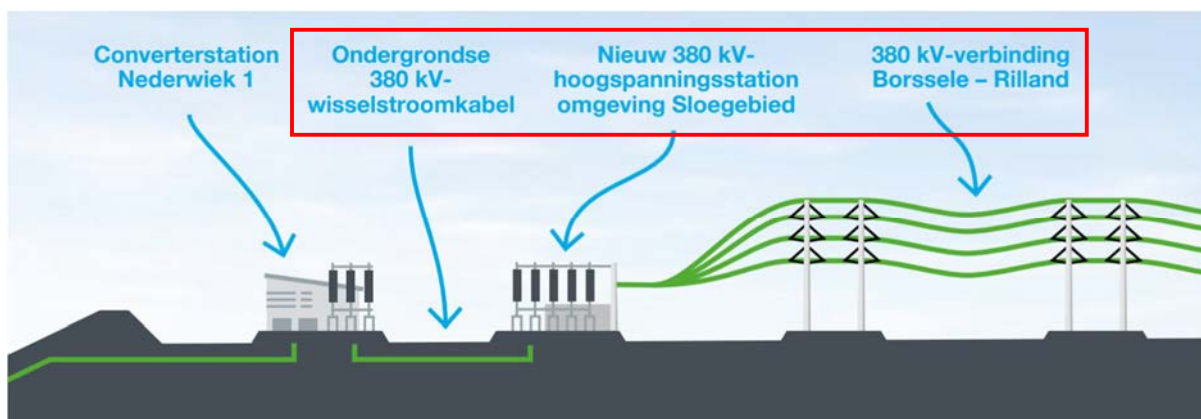 Converterstation
Nederwiek 1
Ondergrondse
380 kV-
wisselstroomkabel
Nieuw 380 kV-
hoogspanningsstation
omgeving Sloegebied
380 kV-verbinding
Borssele – Rilland